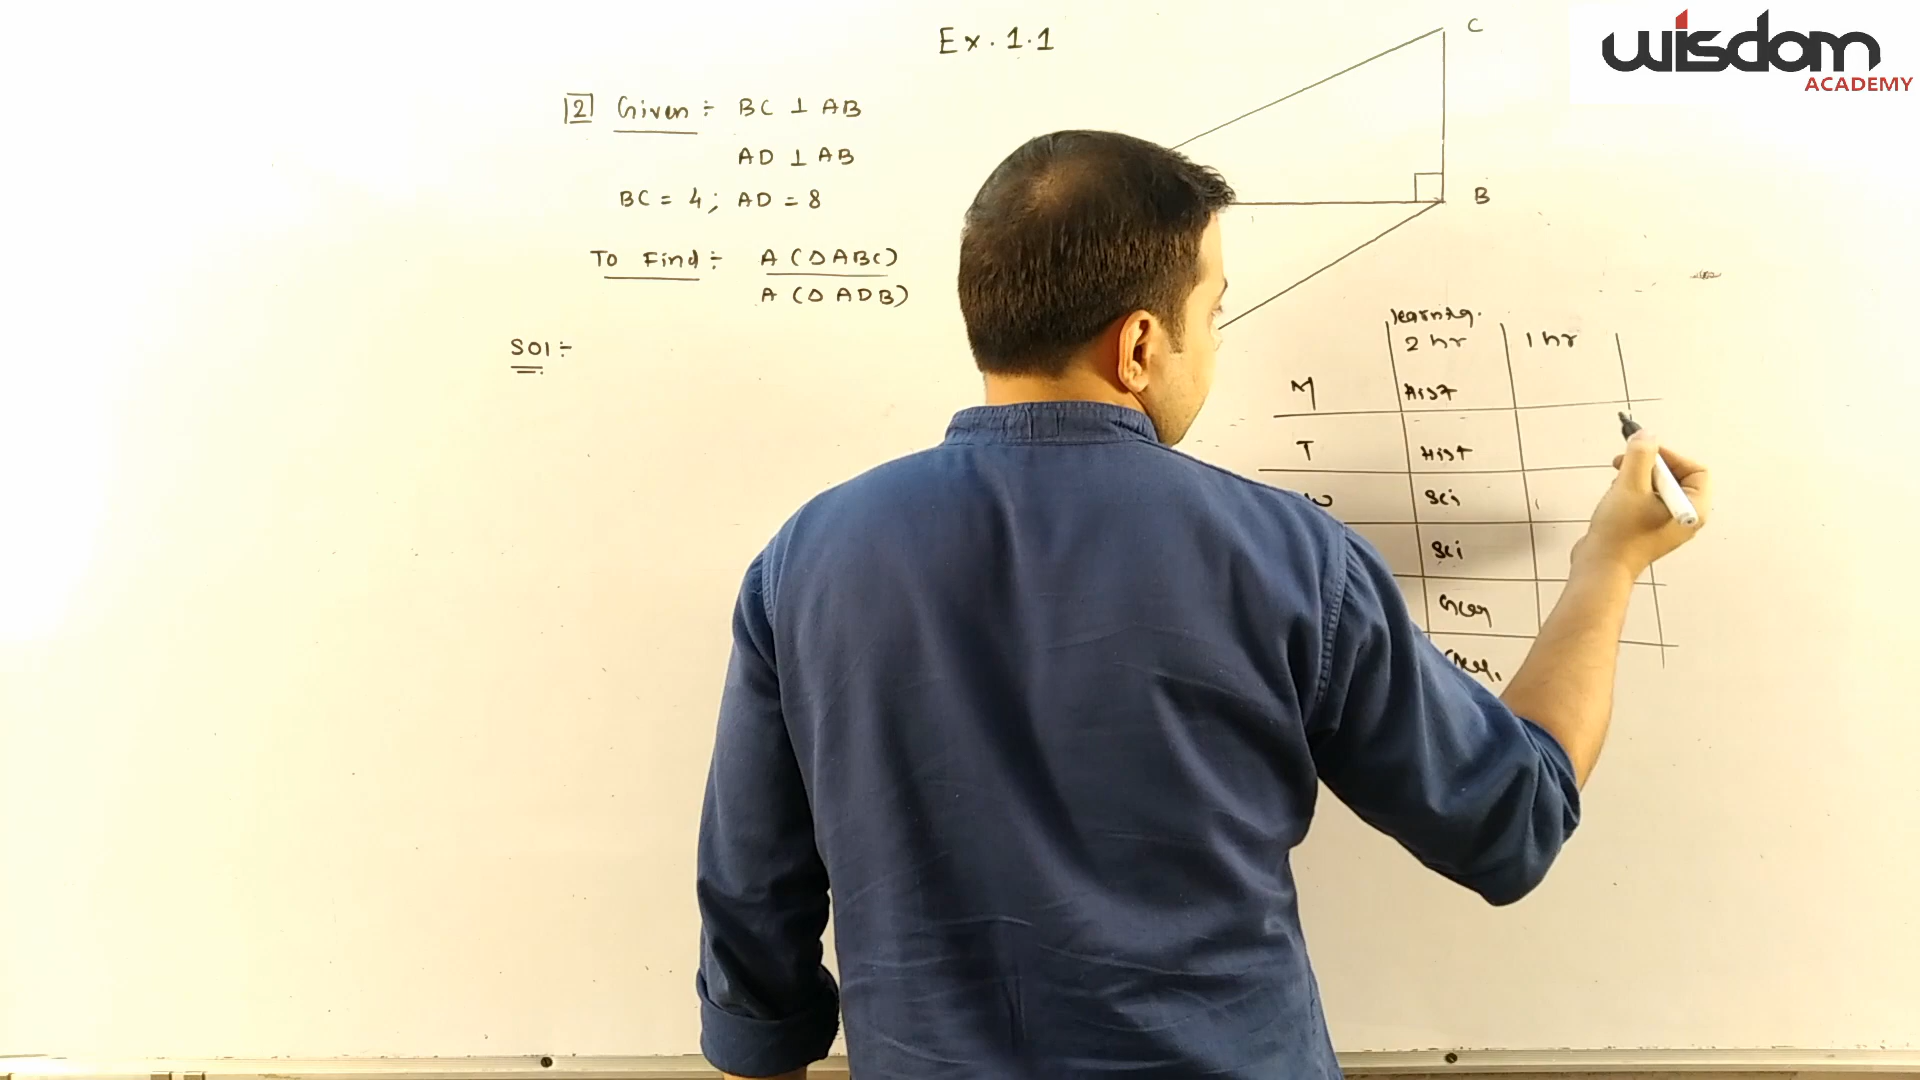 Ex. 1.1
wisdom
ACADEMY
C
B
[2] Given :- BC ⊥ AB
AD ⊥ AB
BC = 4; AD = 8
To Find :- A (Δ ABC)
A (Δ ADB)
Sol :-
learning.
2 hr 1 hr
M Hist
T Hist
W Sci
Sci